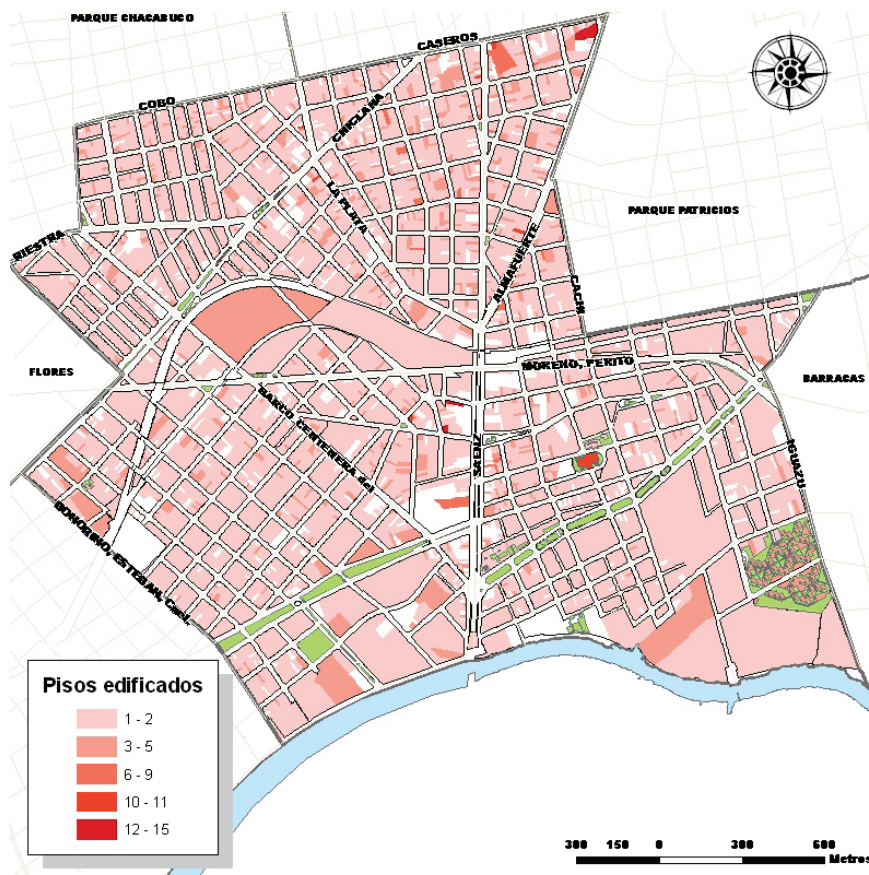 PARQUE CHACABUCO
CASEROS
COBO
CHICLANA
LA PLATA
PARQUE PATRICIOS
RIESTRA
ALMAFUERTE
CACHI
FLORES
MORENO, PERITO
BARRACAS
BARCO CENTENERA del
SAENZ
IGUAZU
BONORINO, ESTEBAN, Cnel.
Pisos edificados
1 - 2
3 - 5
6 - 9
10 - 11
12 - 15
300 150 0 300 600
Metros